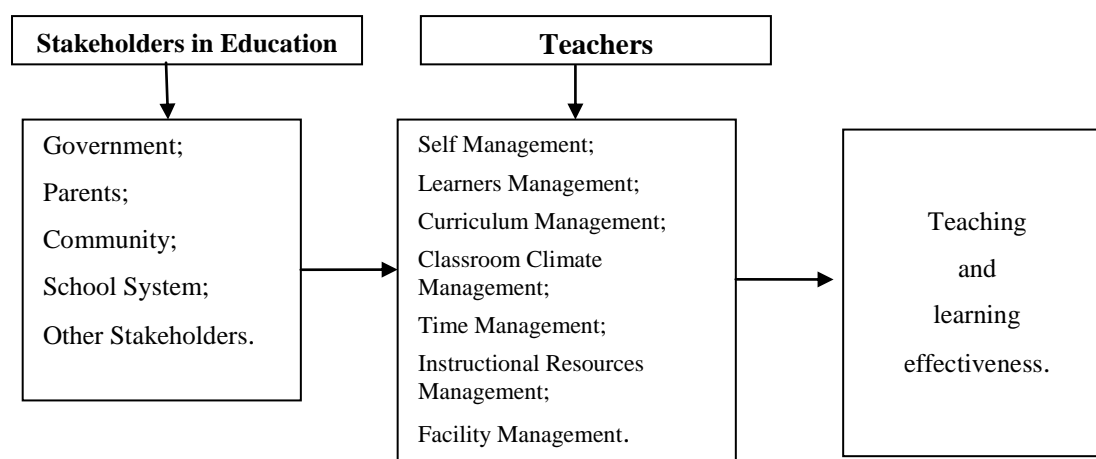 Stakeholders in Education
Teachers
Government;
Parents;
Community;
School System;
Other Stakeholders.
Self Management;
Learners Management;
Curriculum Management;
Classroom Climate
Management;
Time Management;
Instructional Resources
Management;
Facility Management.
Teaching
and
learning
effectiveness.